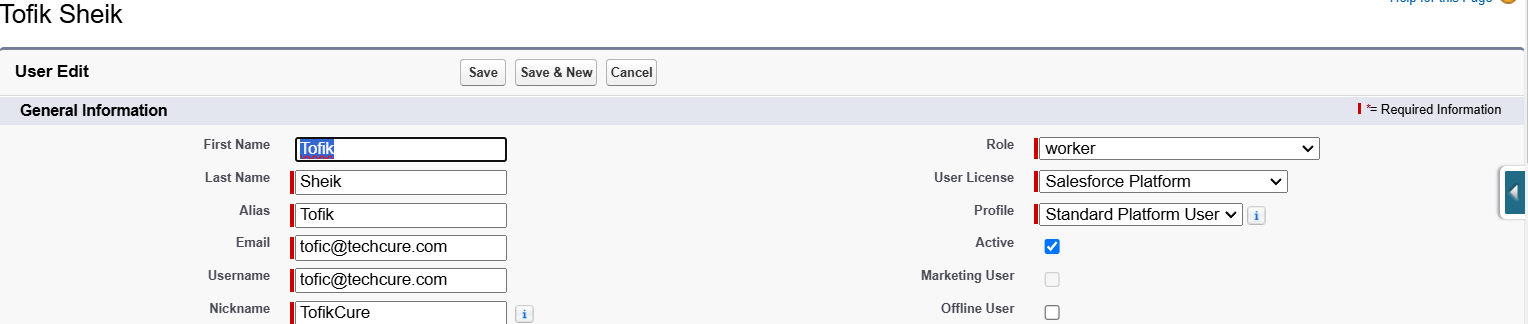 Help for this Page
Tofik Sheik
User Edit
Save
Save & New
Cancel
General Information
*= Required Information
First Name
Tofik
Role
worker
Last Name
Sheik
User License
Salesforce Platform
Alias
Tofik
Profile
Standard Platform User
i
Email
tofic@techcure.com
Active
Username
tofic@techcure.com
Marketing User
Nickname
TofikCure
i
Offline User